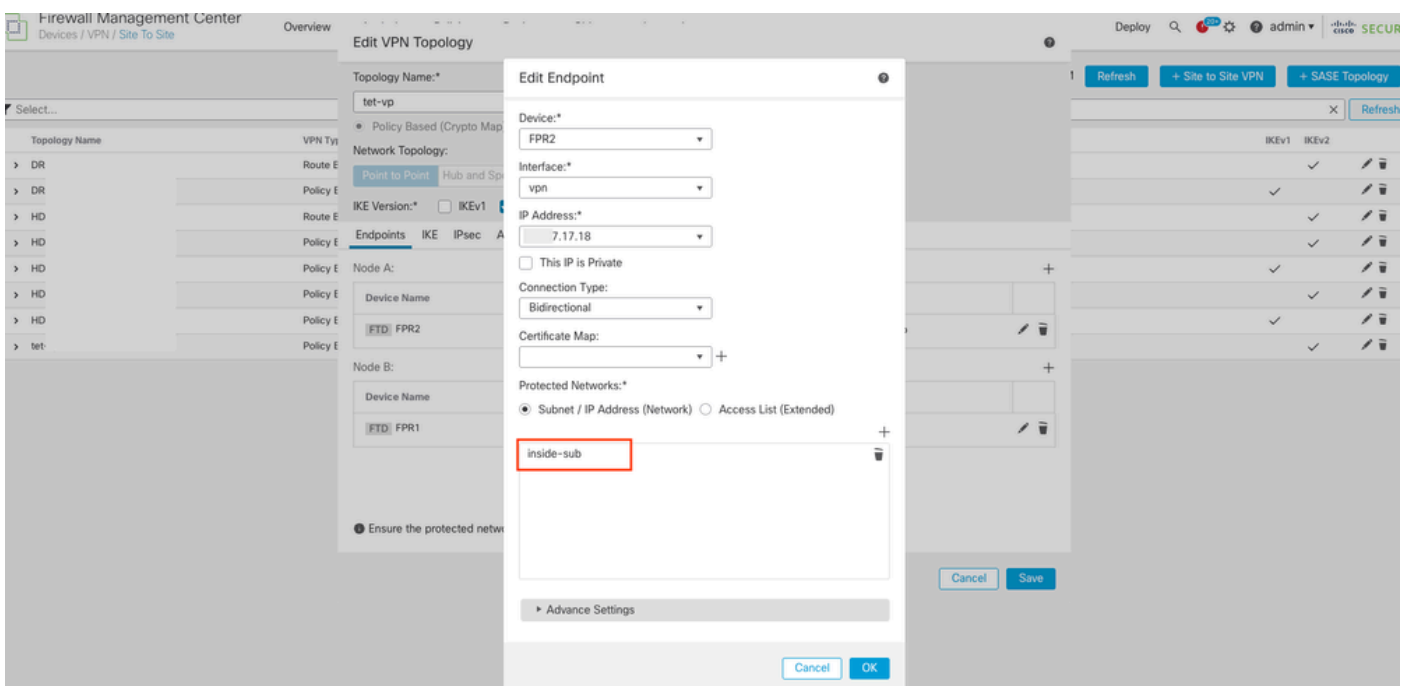 Firewall Management Center
Devices / VPN / Site To Site
Overview
Deploy
20+
admin
cisco SECUR
Refresh
+ Site to Site VPN
+ SASE Topology
Select...
Refresh
Topology Name
VPN Typ
IKEv1 IKEv2
DR
Route E
DR
Policy E
HD
Route E
HD
Policy E
HD
Policy E
HD
Policy E
HD
Policy E
tet-
Policy E
Edit VPN Topology
Topology Name:*
tet-vp
Policy Based (Crypto Map
Network Topology:
Point to Point Hub and Spo
IKE Version:* IKEv1
Endpoints IKE IPsec A
Node A:
Device Name
FTD FPR2
Node B:
Device Name
FTD FPR1
Ensure the protected netwo
Cancel Save
Edit Endpoint
Device:*
FPR2
Interface:*
vpn
IP Address:*
7.17.18
This IP is Private
Connection Type:
Bidirectional
Certificate Map:
Protected Networks:*
Subnet / IP Address (Network) Access List (Extended)
inside-sub
Advance Settings
Cancel OK